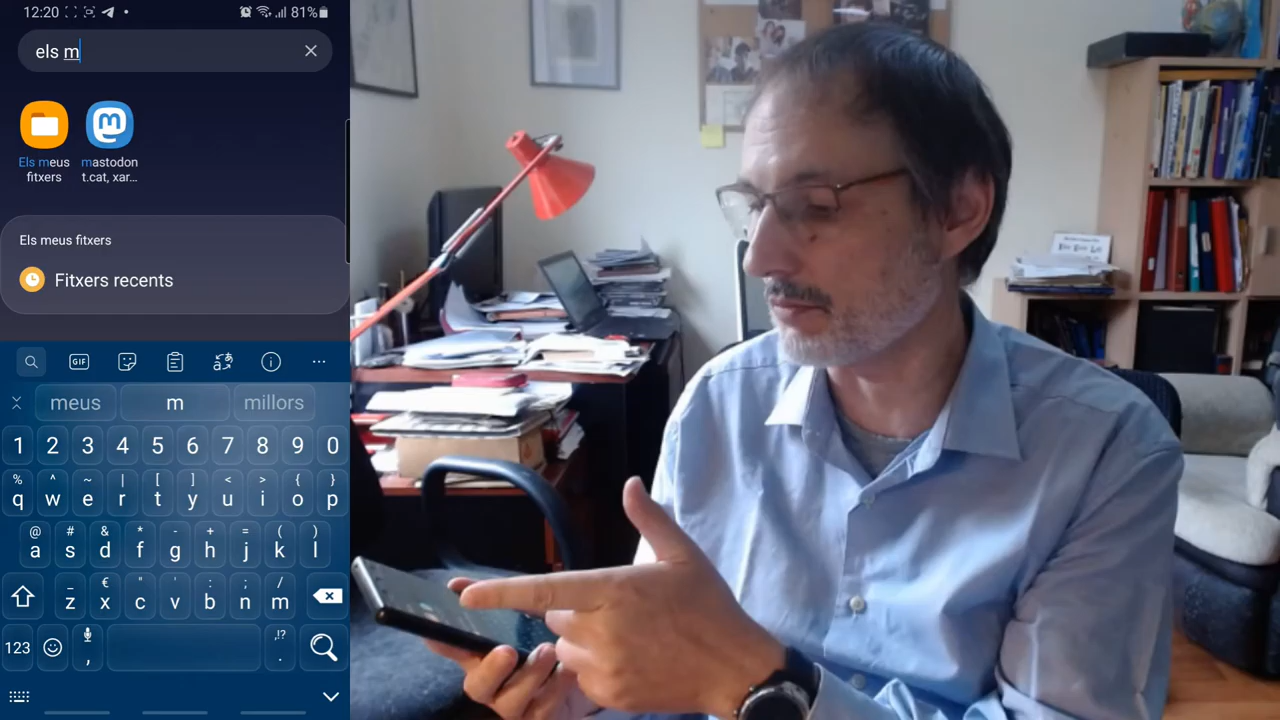 12:20
81%
els m
Els meus
fitxers
mastodon
t.cat, xar...
Els meus fitxers
Fitxers recents
GIF
meus m millors
1 2 3 4 5 6 7 8 9 0
% ^ ~ | [ ] < > { }
q w e r t y u i o p
@ # & * - + = ( )
a s d f g h j k l
_ € " ' : ; /
z x c v b n m
,!?
123 , .